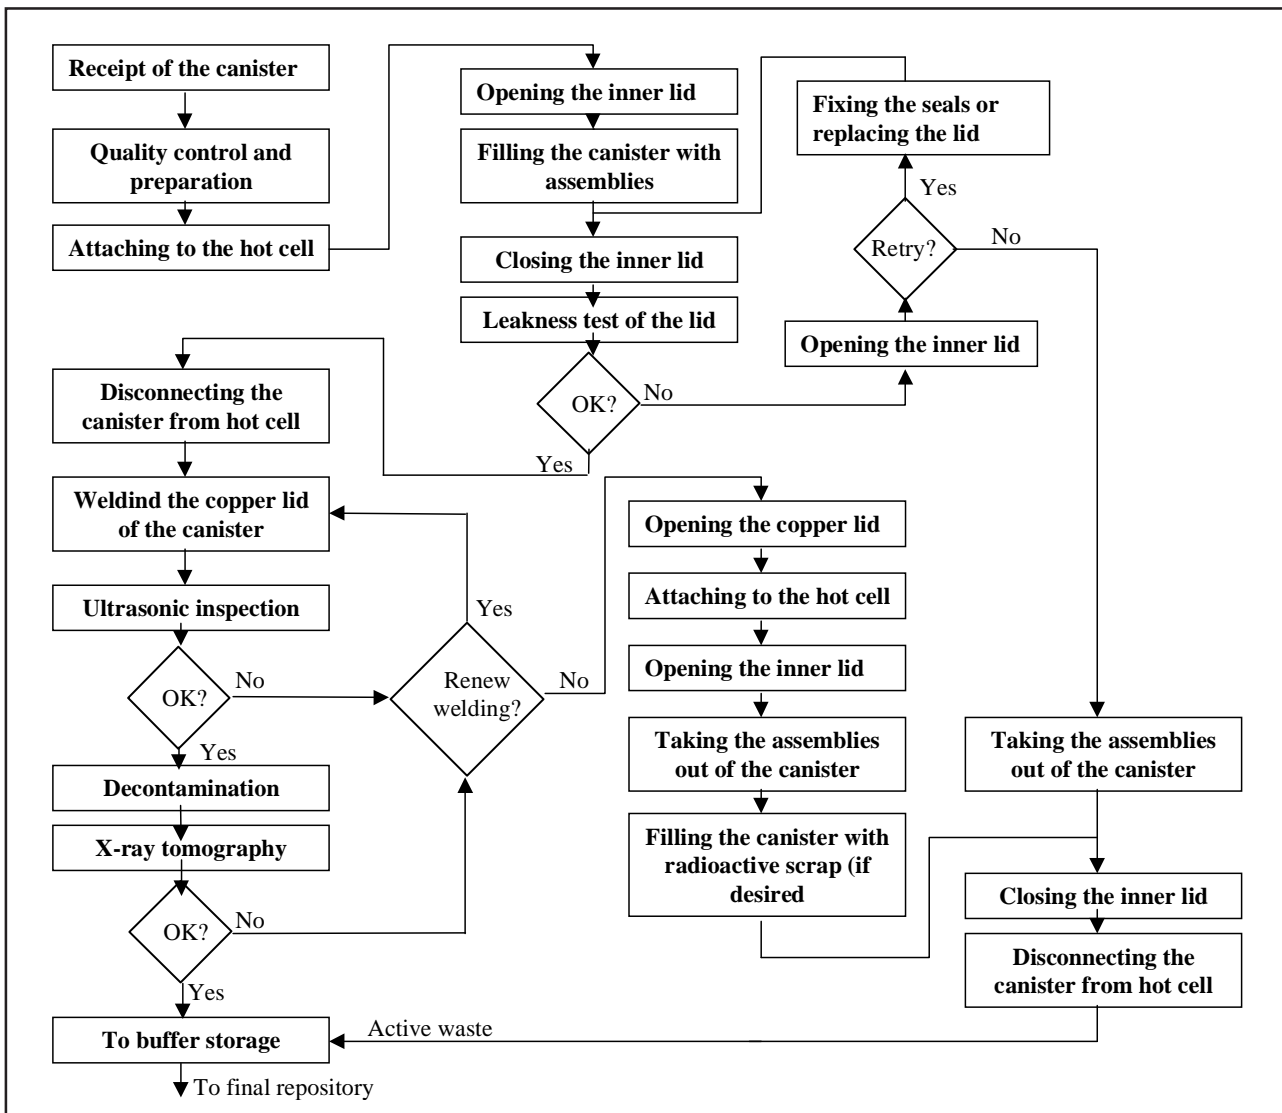 Receipt of the canister
Quality control and
preparation
Attaching to the hot cell
Opening the inner lid
Filling the canister with
assemblies
Closing the inner lid
Leakness test of the lid
OK?
No
Yes
Opening the inner lid
Retry?
Yes
No
Fixing the seals or
replacing the lid
Disconnecting the
canister from hot cell
Weldind the copper lid
of the canister
Ultrasonic inspection
OK?
No
Yes
Renew
welding?
Yes
No
Decontamination
X-ray tomography
OK?
No
Yes
To buffer storage
To final repository
Opening the copper lid
Attaching to the hot cell
Opening the inner lid
Taking the assemblies
out of the canister
Filling the canister with
radioactive scrap (if
desired
Taking the assemblies
out of the canister
Closing the inner lid
Disconnecting the
canister from hot cell
Active waste